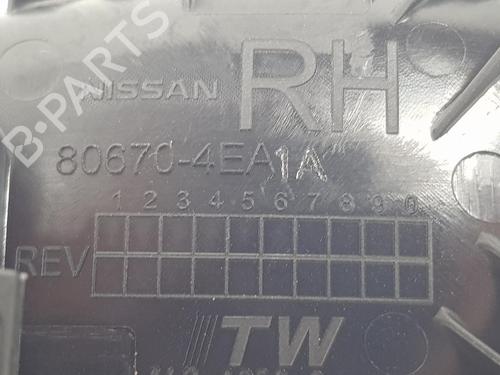 B-PARTS
NISSAN RH
80670-4EA1A
1 2 3 4 5 6 7 8 9 0
REV
TW